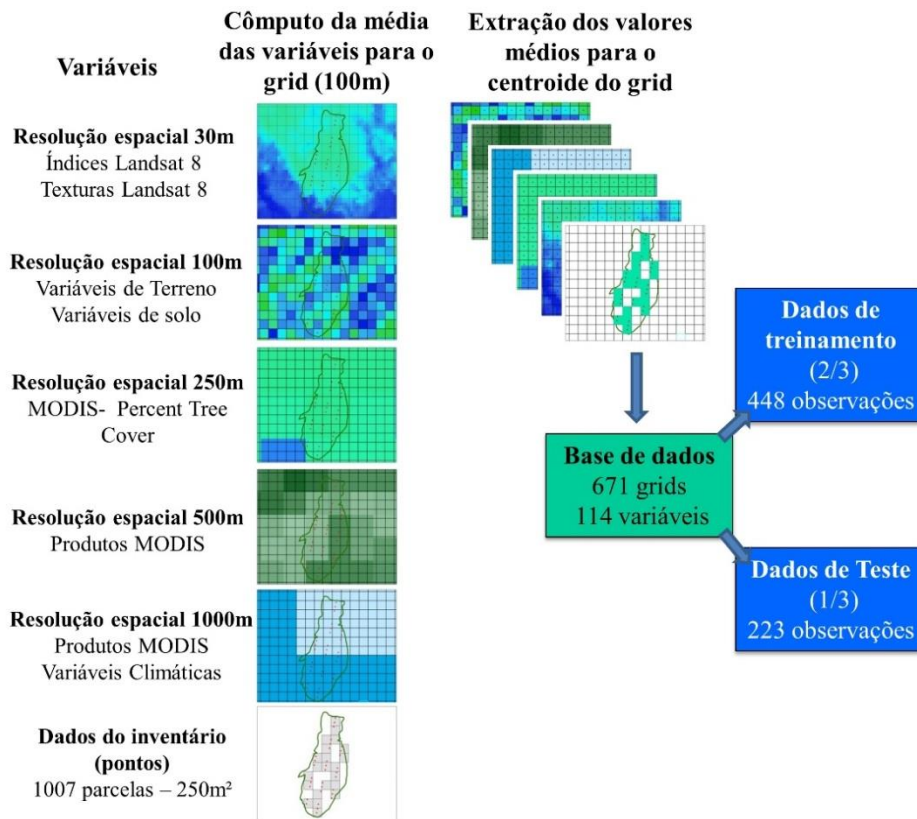 Variáveis
Cômputo da média
das variáveis para o
grid (100m)
Extração dos valores
médios para o
centroide do grid
Resolução espacial 30m
Índices Landsat 8
Texturas Landsat 8
Resolução espacial 100m
Variáveis de Terreno
Variáveis de solo
Resolução espacial 250m
MODIS- Percent Tree
Cover
Resolução espacial 500m
Produtos MODIS
Resolução espacial 1000m
Produtos MODIS
Variáveis Climáticas
Dados do inventário
(pontos)
1007 parcelas – 250m²
Base de dados
671 grids
114 variáveis
Dados de
treinamento
(2/3)
448 observações
Dados de Teste
(1/3)
223 observações